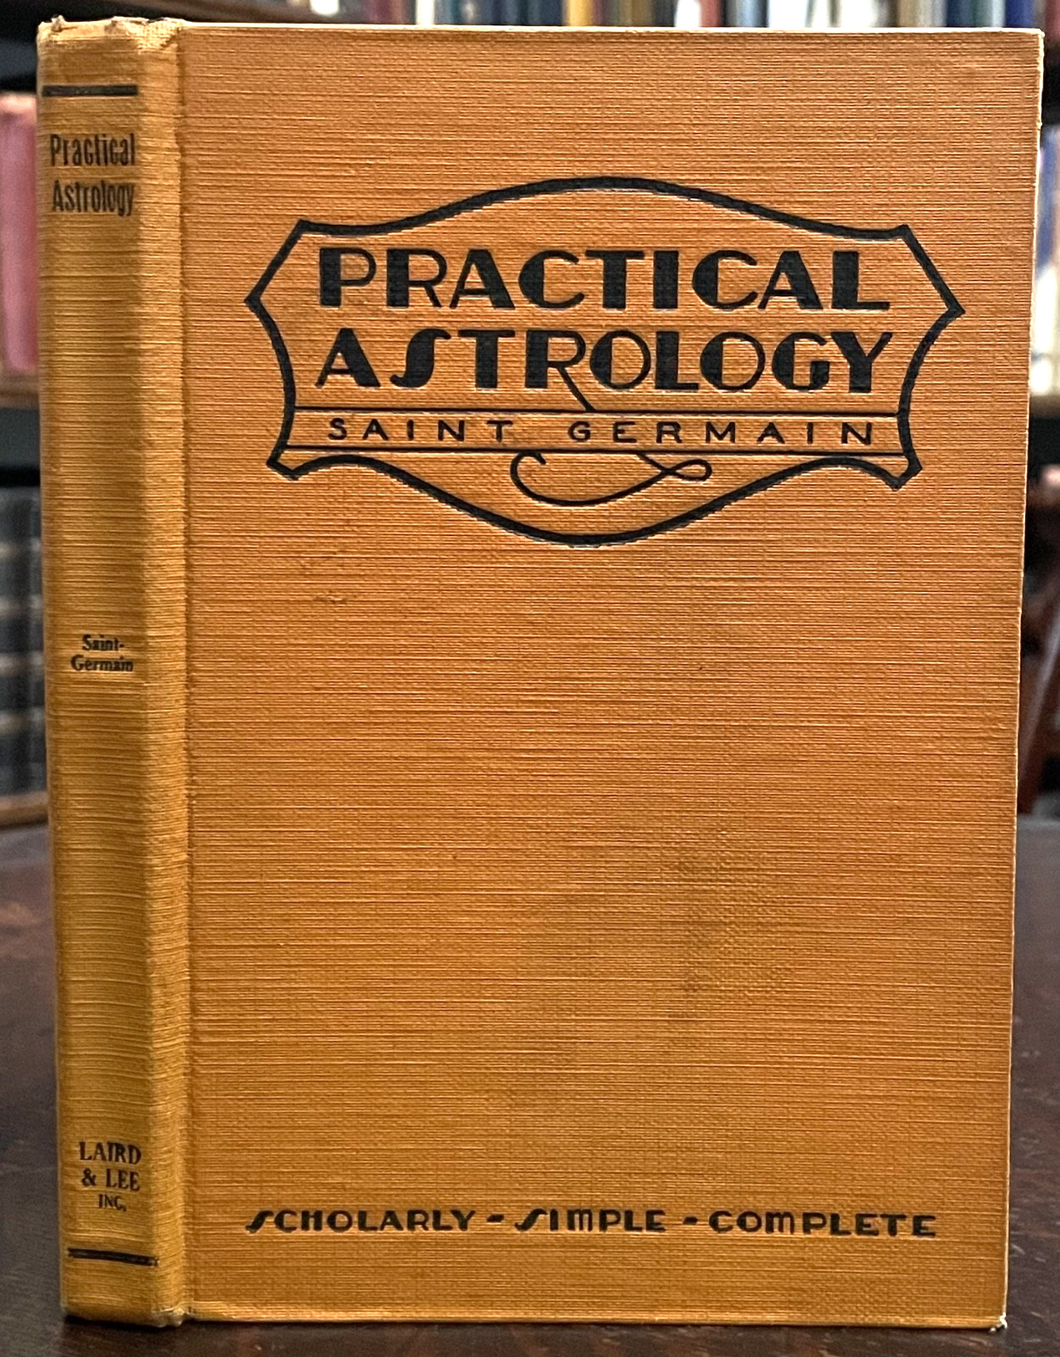 Practical
Astrology
Saint-
Germain
LAIRD
& LEE
INC.
PRACTICAL
ASTROLOGY
SAINT GERMAIN
SCHOLARLY - SIMPLE - COMPLETE